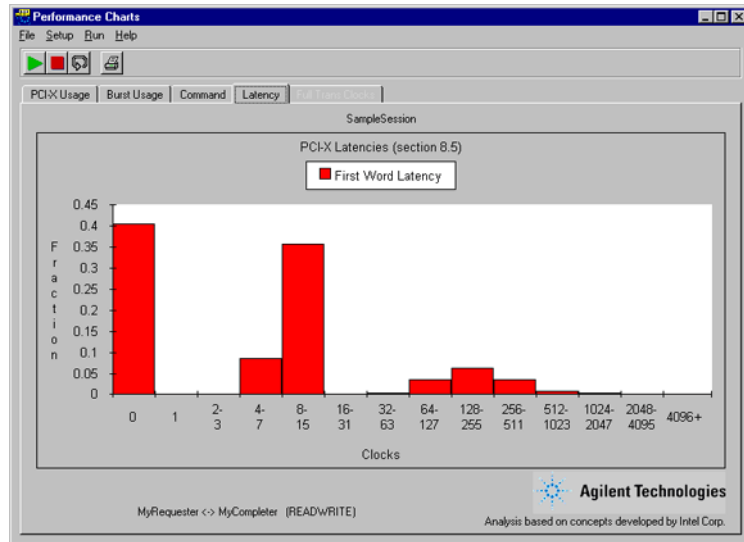 Performance Charts
File Setup Run Help
PCI-X Usage Burst Usage Command Latency Full Trans Clocks
SampleSession
PCI-X Latencies (section 8.5)
First Word Latency
0.45
0.4
0.35
0.3
0.25
0.2
0.15
0.1
0.05
0
Fraction
0 1 2-3 4-7 8-15 16-31 32-63 64-127 128-255 256-511 512-1023 1024-2047 2048-4095 4096+
Clocks
Agilent Technologies
MyRequester <-> MyCompleter (READWRITE)
Analysis based on concepts developed by Intel Corp.